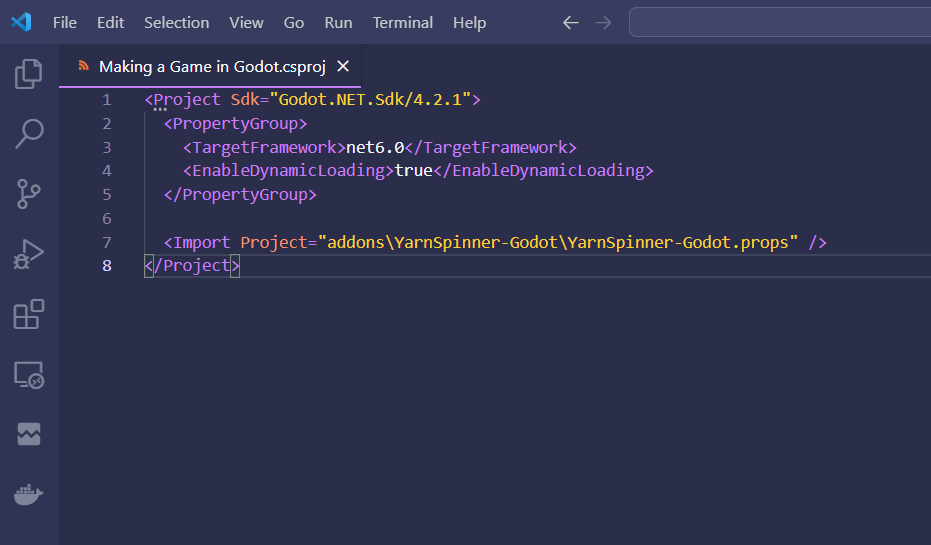 File Edit Selection View Go Run Terminal Help
Making a Game in Godot.csproj
1 <Project Sdk="Godot.NET.Sdk/4.2.1">
2 <PropertyGroup>
3 <TargetFramework>net6.0</TargetFramework>
4 <EnableDynamicLoading>true</EnableDynamicLoading>
5 </PropertyGroup>
6
7 <Import Project="addons\YarnSpinner-Godot\YarnSpinner-Godot.props" />
8 </Project>